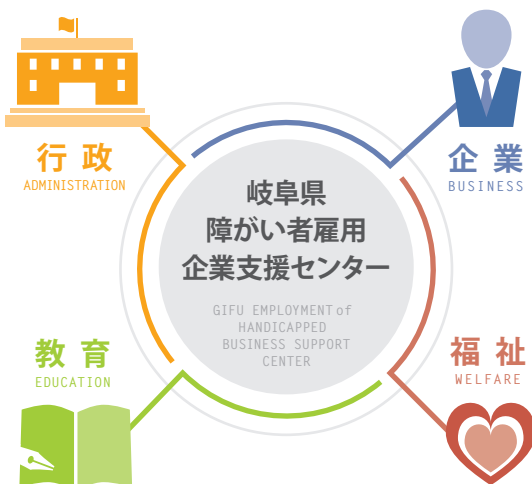 行政
ADMINISTRATION
企業
BUSINESS
岐阜県
障がい者雇用
企業支援センター
GIFU EMPLOYMENT of
HANDICAPPED
BUSINESS SUPPORT
CENTER
教育
EDUCATION
福祉
WELFARE